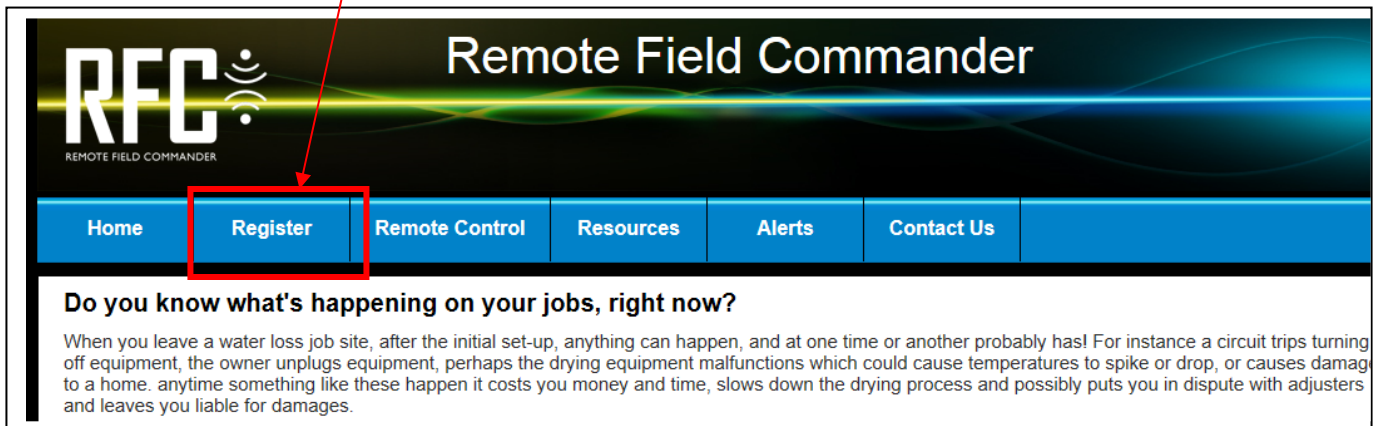 Remote Field Commander
RFC
REMOTE FIELD COMMANDER
Home Register Remote Control Resources Alerts Contact Us
Do you know what's happening on your jobs, right now?
When you leave a water loss job site, after the initial set-up, anything can happen, and at one time or another probably has! For instance a circuit trips turning
off equipment, the owner unplugs equipment, perhaps the drying equipment malfunctions which could cause temperatures to spike or drop, or causes damag
to a home. anytime something like these happen it costs you money and time, slows down the drying process and possibly puts you in dispute with adjusters
and leaves you liable for damages.